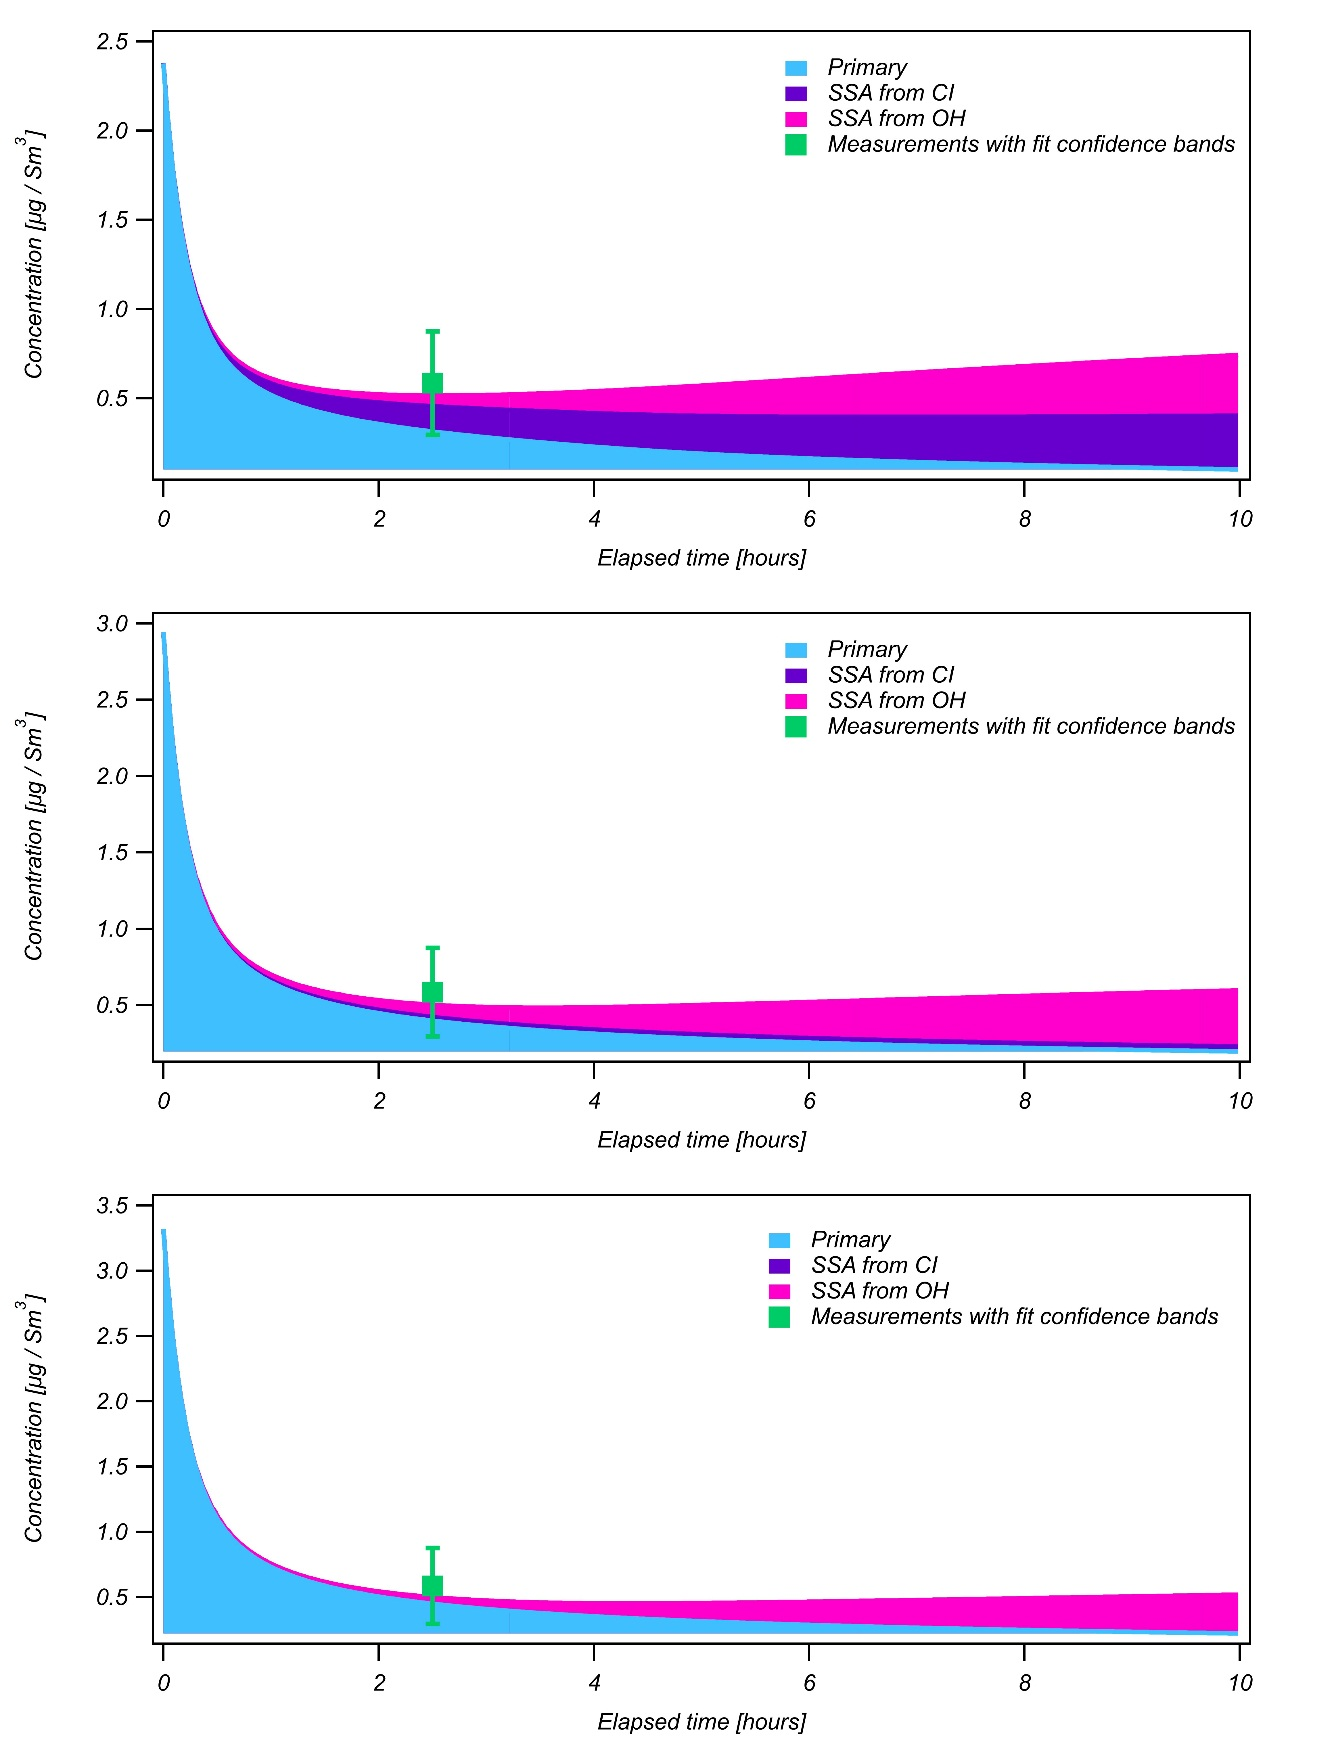 2.5
2.0
1.5
1.0
0.5
Concentration [µg / Sm³]
Primary
SSA from Cl
SSA from OH
Measurements with fit confidence bands
0 2 4 6 8 10
Elapsed time [hours]
3.0
2.5
2.0
1.5
1.0
0.5
Concentration [µg / Sm³]
Primary
SSA from Cl
SSA from OH
Measurements with fit confidence bands
0 2 4 6 8 10
Elapsed time [hours]
3.5
3.0
2.5
2.0
1.5
1.0
0.5
Concentration [µg / Sm³]
Primary
SSA from Cl
SSA from OH
Measurements with fit confidence bands
0 2 4 6 8 10
Elapsed time [hours]